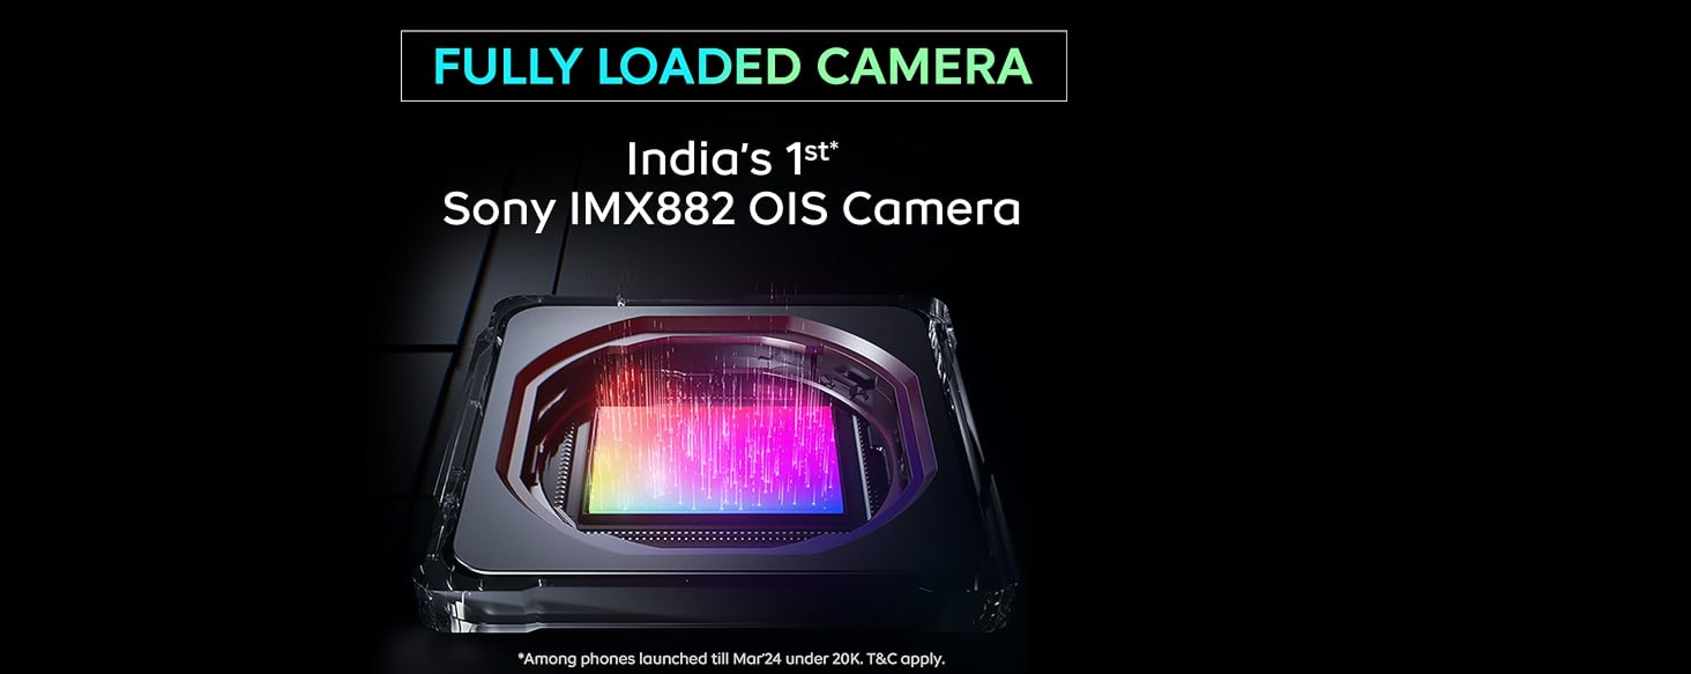 FULLY LOADED CAMERA
India's 1st*
Sony IMX882 OIS Camera
*Among phones launched till Mar'24 under 20K. T&C apply.